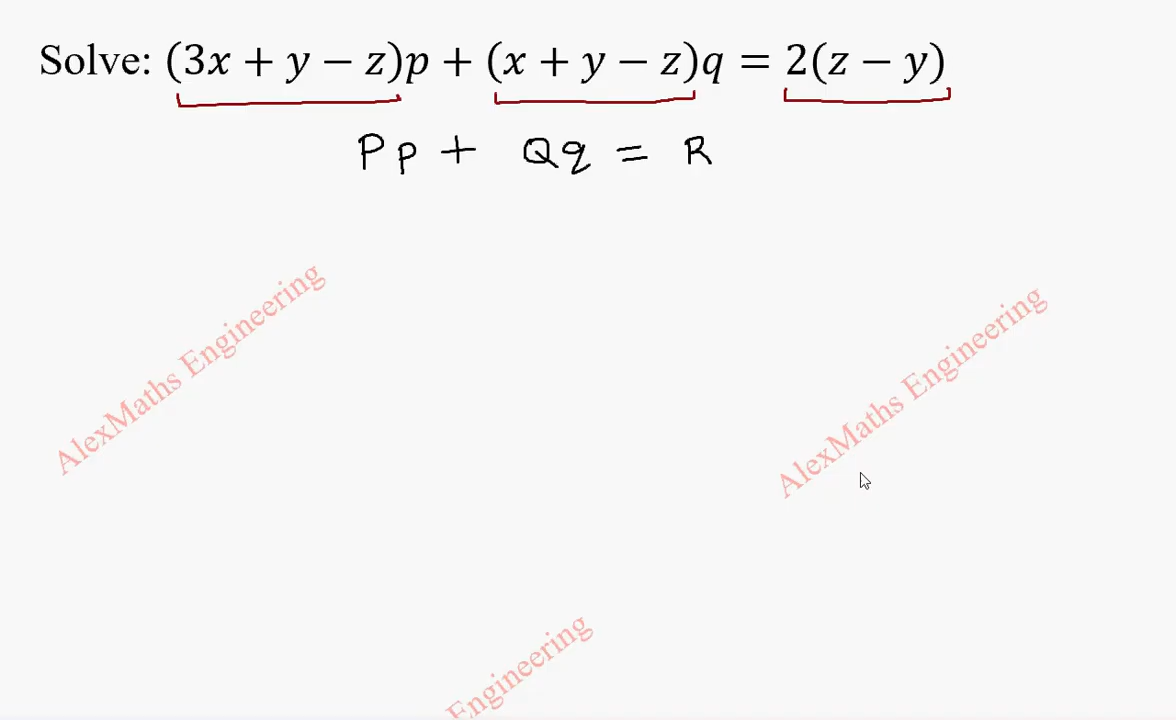 Solve: (3x + y − z)p + (x + y − z)q = 2(z − y)
Pp + Qq = R
AlexMaths Engineering
AlexMaths Engineering
Engineering